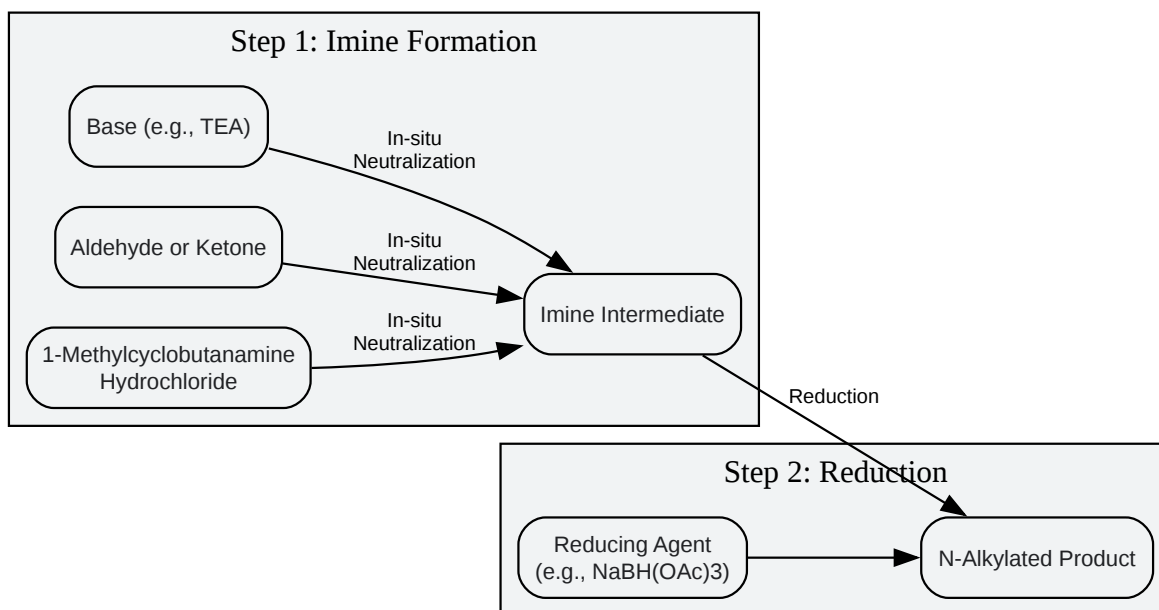 Step 1: Imine Formation
Base (e.g., TEA)
In-situ
Neutralization
Aldehyde or Ketone
In-situ
Neutralization
1-Methylcyclobutanamine
Hydrochloride
In-situ
Neutralization
Imine Intermediate
Reduction
Step 2: Reduction
Reducing Agent
(e.g., NaBH(OAc)3)
N-Alkylated Product